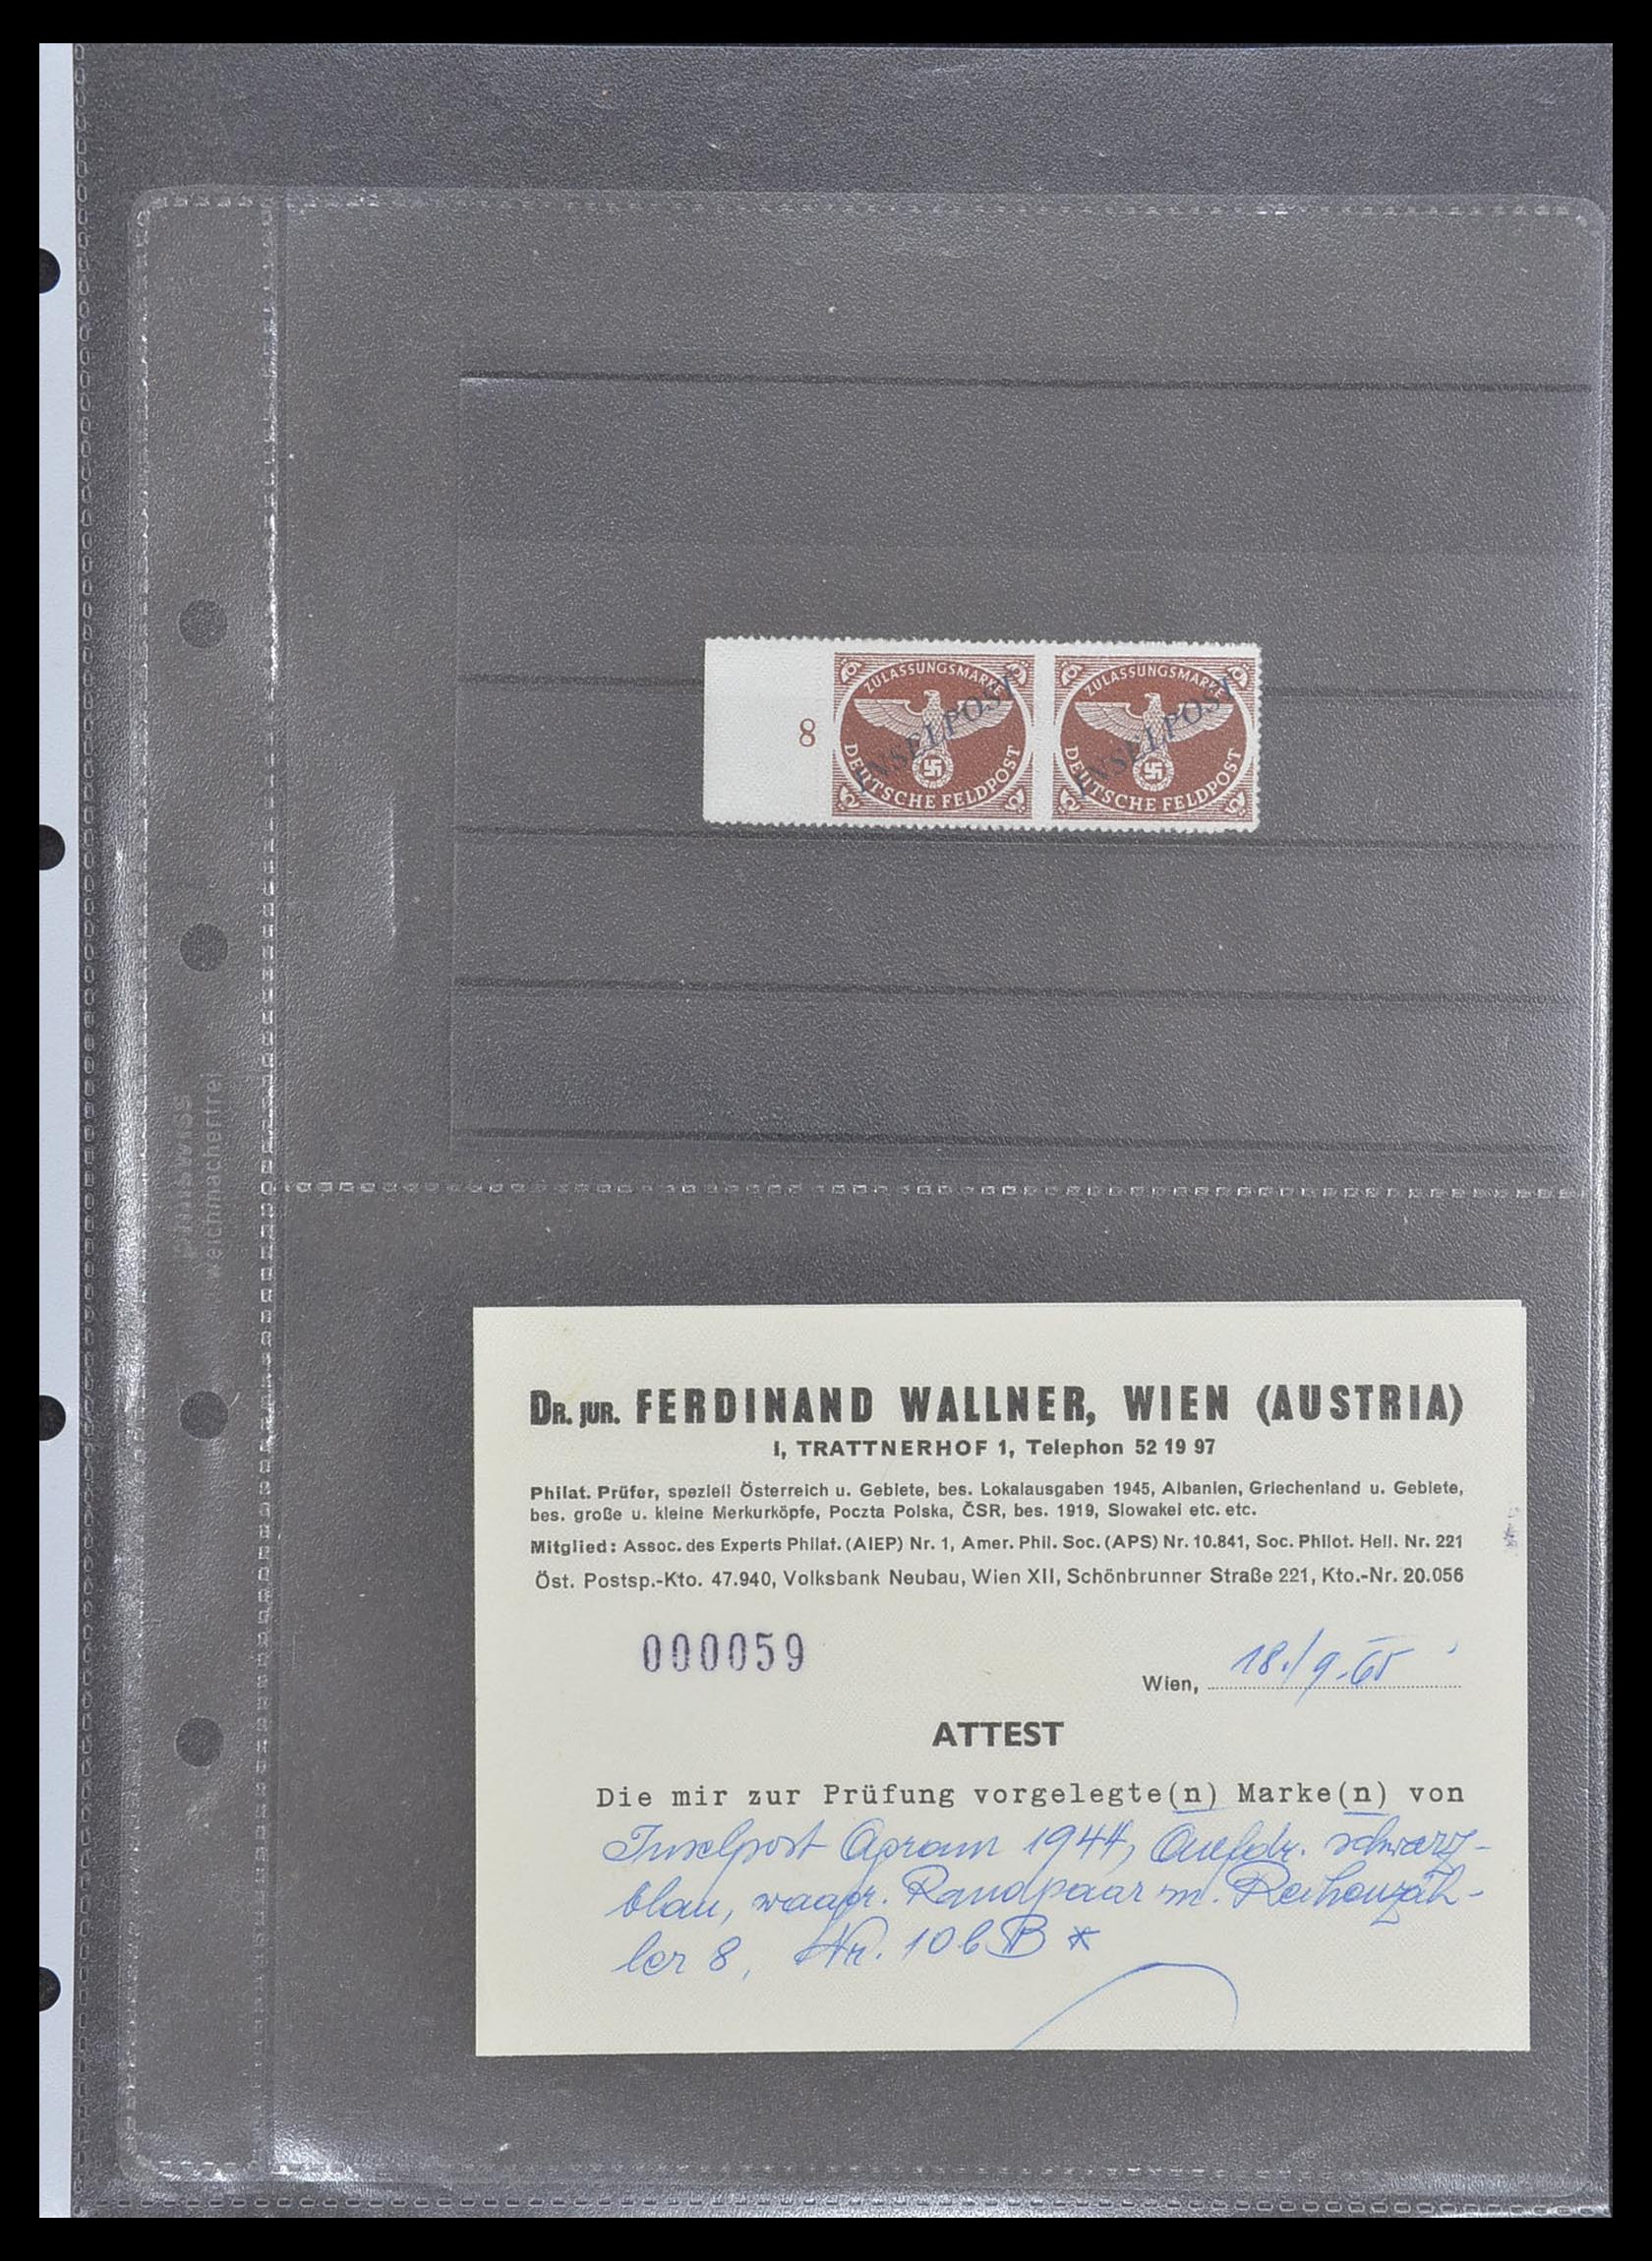 8
ZULASSUNGSMARKE
INSELPOST
DEUTSCHE FELDPOST
ZULASSUNGSMARKE
INSELPOST
DEUTSCHE FELDPOST
weichmacherfrei
DR. JUR. FERDINAND WALLNER, WIEN (AUSTRIA)
I, TRATTNERHOF 1, Telephon 52 19 97
Philat. Prüfer, speziell Österreich u. Gebiete, bes. Lokalausgaben 1945, Albanien, Griechenland u. Gebiete,
bes. große u. kleine Merkurköpfe, Poczta Polska, ČSR, bes. 1919, Slowakei etc. etc.
Mitglied: Assoc. des Experts Philat. (AIEP) Nr. 1, Amer. Phil. Soc. (APS) Nr. 10.841, Soc. Philot. Hell. Nr. 221
Öst. Postsp.-Kto. 47.940, Volksbank Neubau, Wien XII, Schönbrunner Straße 221, Kto.-Nr. 20.056
000059
Wien, 18./9.65
ATTEST
Die mir zur Prüfung vorgelegte(n) Marke(n) von
Inselpost Agram 1944, Aufdr. schwarz-
blau, waagr. Randpaar m. Reihenzäh-
ler 8, Nr. 10 b B *